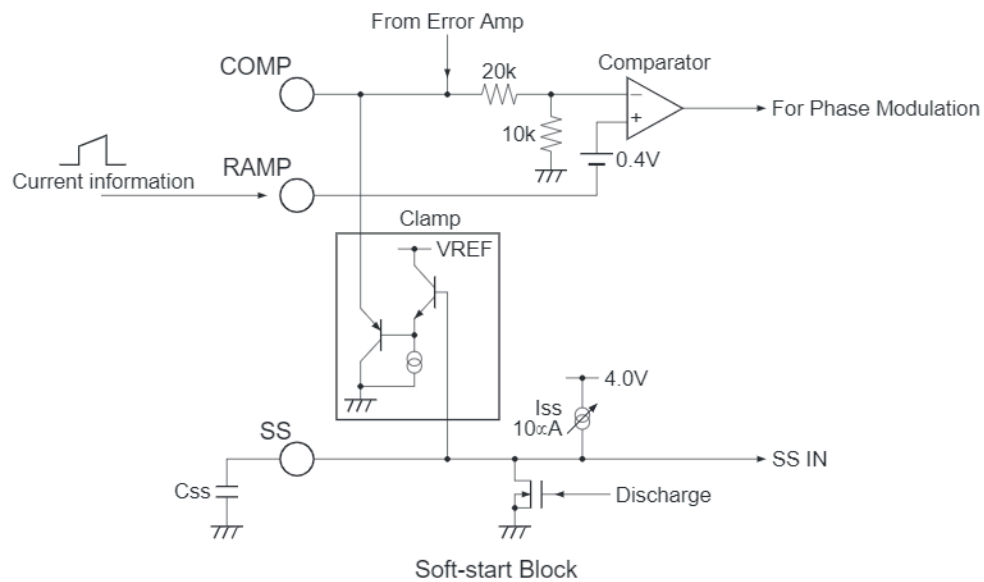 From Error Amp
COMP
20k
Comparator
−
+
For Phase Modulation
10k
0.4V
RAMP
Current information
Clamp
VREF
4.0V
Iss
10∝A
SS
SS IN
Css
Discharge
Soft-start Block